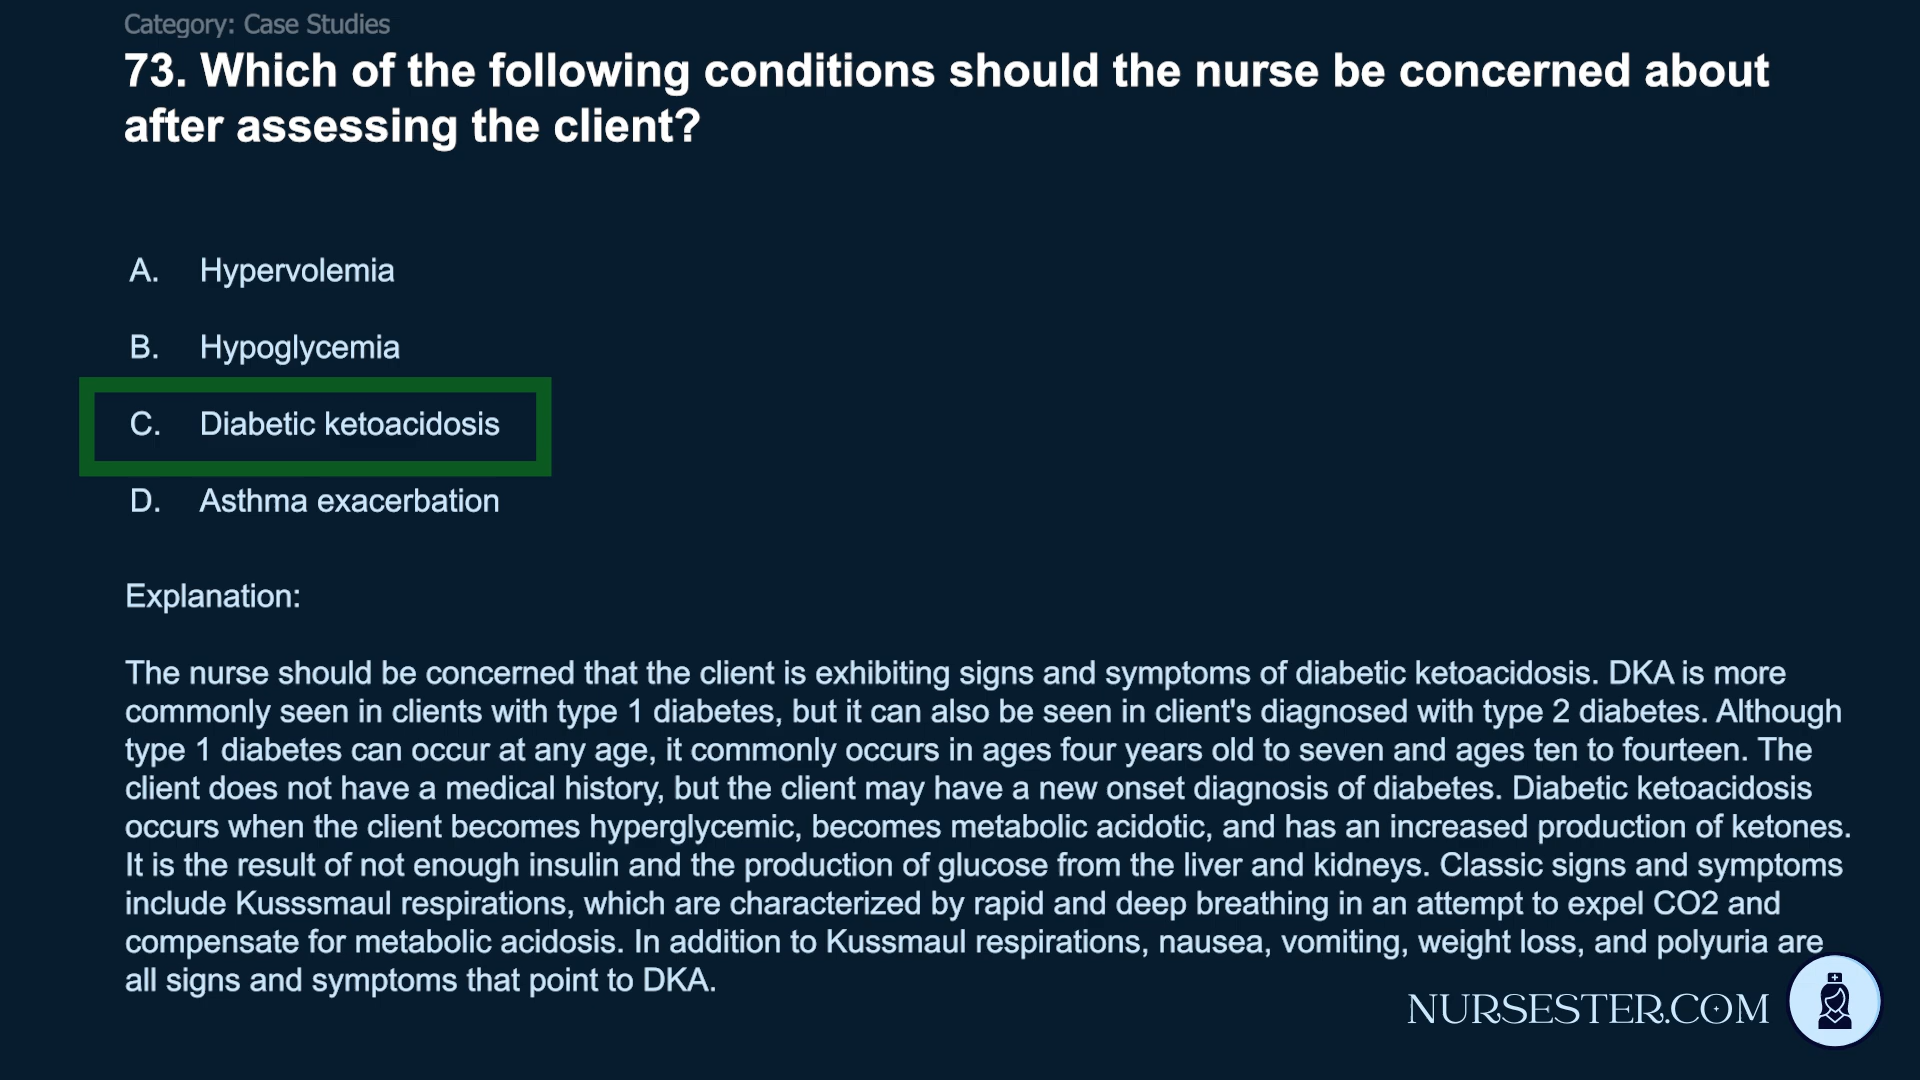 Category: Case Studies
73. Which of the following conditions should the nurse be concerned about
after assessing the client?
A. Hypervolemia
B. Hypoglycemia
C. Diabetic ketoacidosis
D. Asthma exacerbation
Explanation:
The nurse should be concerned that the client is exhibiting signs and symptoms of diabetic ketoacidosis. DKA is more
commonly seen in clients with type 1 diabetes, but it can also be seen in client's diagnosed with type 2 diabetes. Although
type 1 diabetes can occur at any age, it commonly occurs in ages four years old to seven and ages ten to fourteen. The
client does not have a medical history, but the client may have a new onset diagnosis of diabetes. Diabetic ketoacidosis
occurs when the client becomes hyperglycemic, becomes metabolic acidotic, and has an increased production of ketones.
It is the result of not enough insulin and the production of glucose from the liver and kidneys. Classic signs and symptoms
include Kusssmaul respirations, which are characterized by rapid and deep breathing in an attempt to expel CO2 and
compensate for metabolic acidosis. In addition to Kussmaul respirations, nausea, vomiting, weight loss, and polyuria are
all signs and symptoms that point to DKA.
NURSESTER.COM